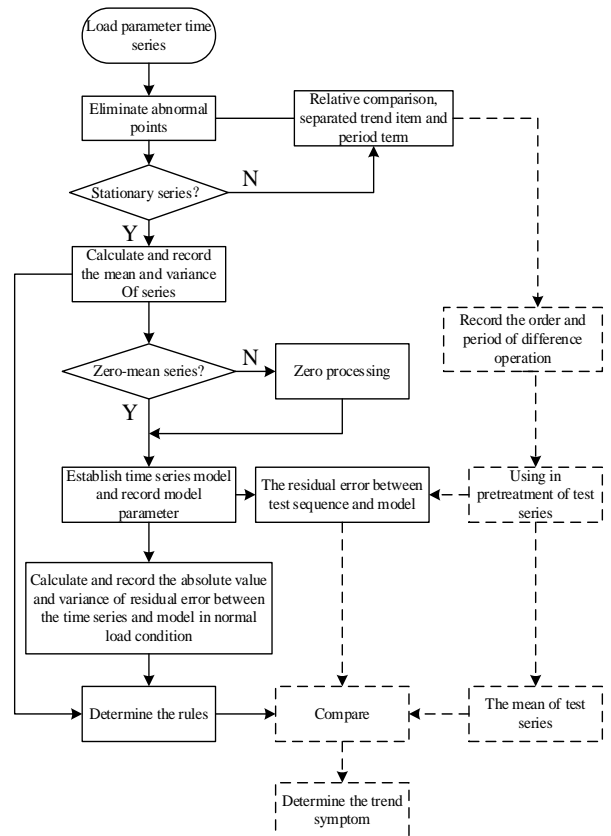 Load parameter time
series
Eliminate abnormal
points
Relative comparison,
separated trend item and
period term
Stationary series?
N
Y
Calculate and record
the mean and variance
Of series
Record the order and
period of difference
operation
Zero-mean series?
N
Zero processing
Y
Establish time series model
and record model
parameter
The residual error between
test sequence and model
Using in
pretreatment of test
series
Calculate and record the absolute value
and variance of residual error between
the time series and model in normal
load condition
Determine the rules
Compare
The mean of test
series
Determine the trend
symptom